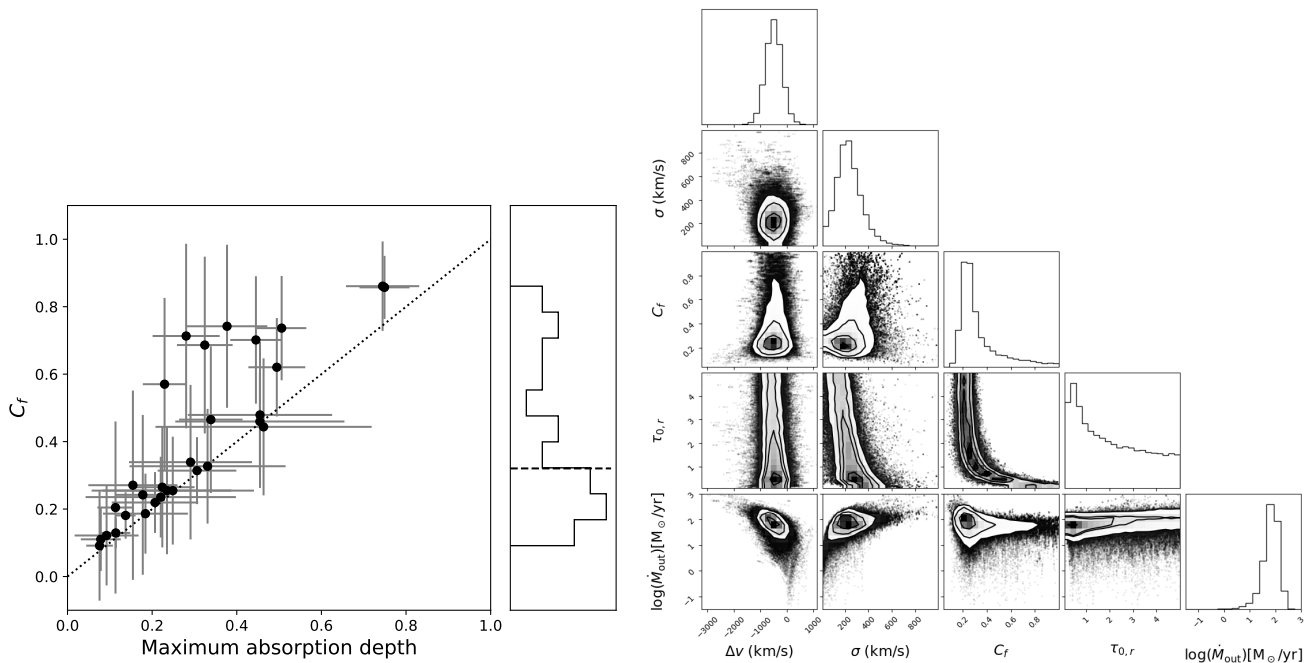 1.0
0.8
0.6
0.4
0.2
0.0
C_f
0.0 0.2 0.4 0.6 0.8 1.0
Maximum absorption depth
σ (km/s)
800
600
400
200
C_f
0.8
0.6
0.4
0.2
τ_{0,r}
4
3
2
1
log(Ṁ_out)[M_⊙/yr]
3
2
1
0
−1
−3000 −2000 −1000 0 1000
200 400 600 800
0.2 0.4 0.6 0.8
1 2 3 4
−1 0 1 2 3
Δv (km/s)
σ (km/s)
C_f
τ_{0,r}
log(Ṁ_out)[M_⊙/yr]